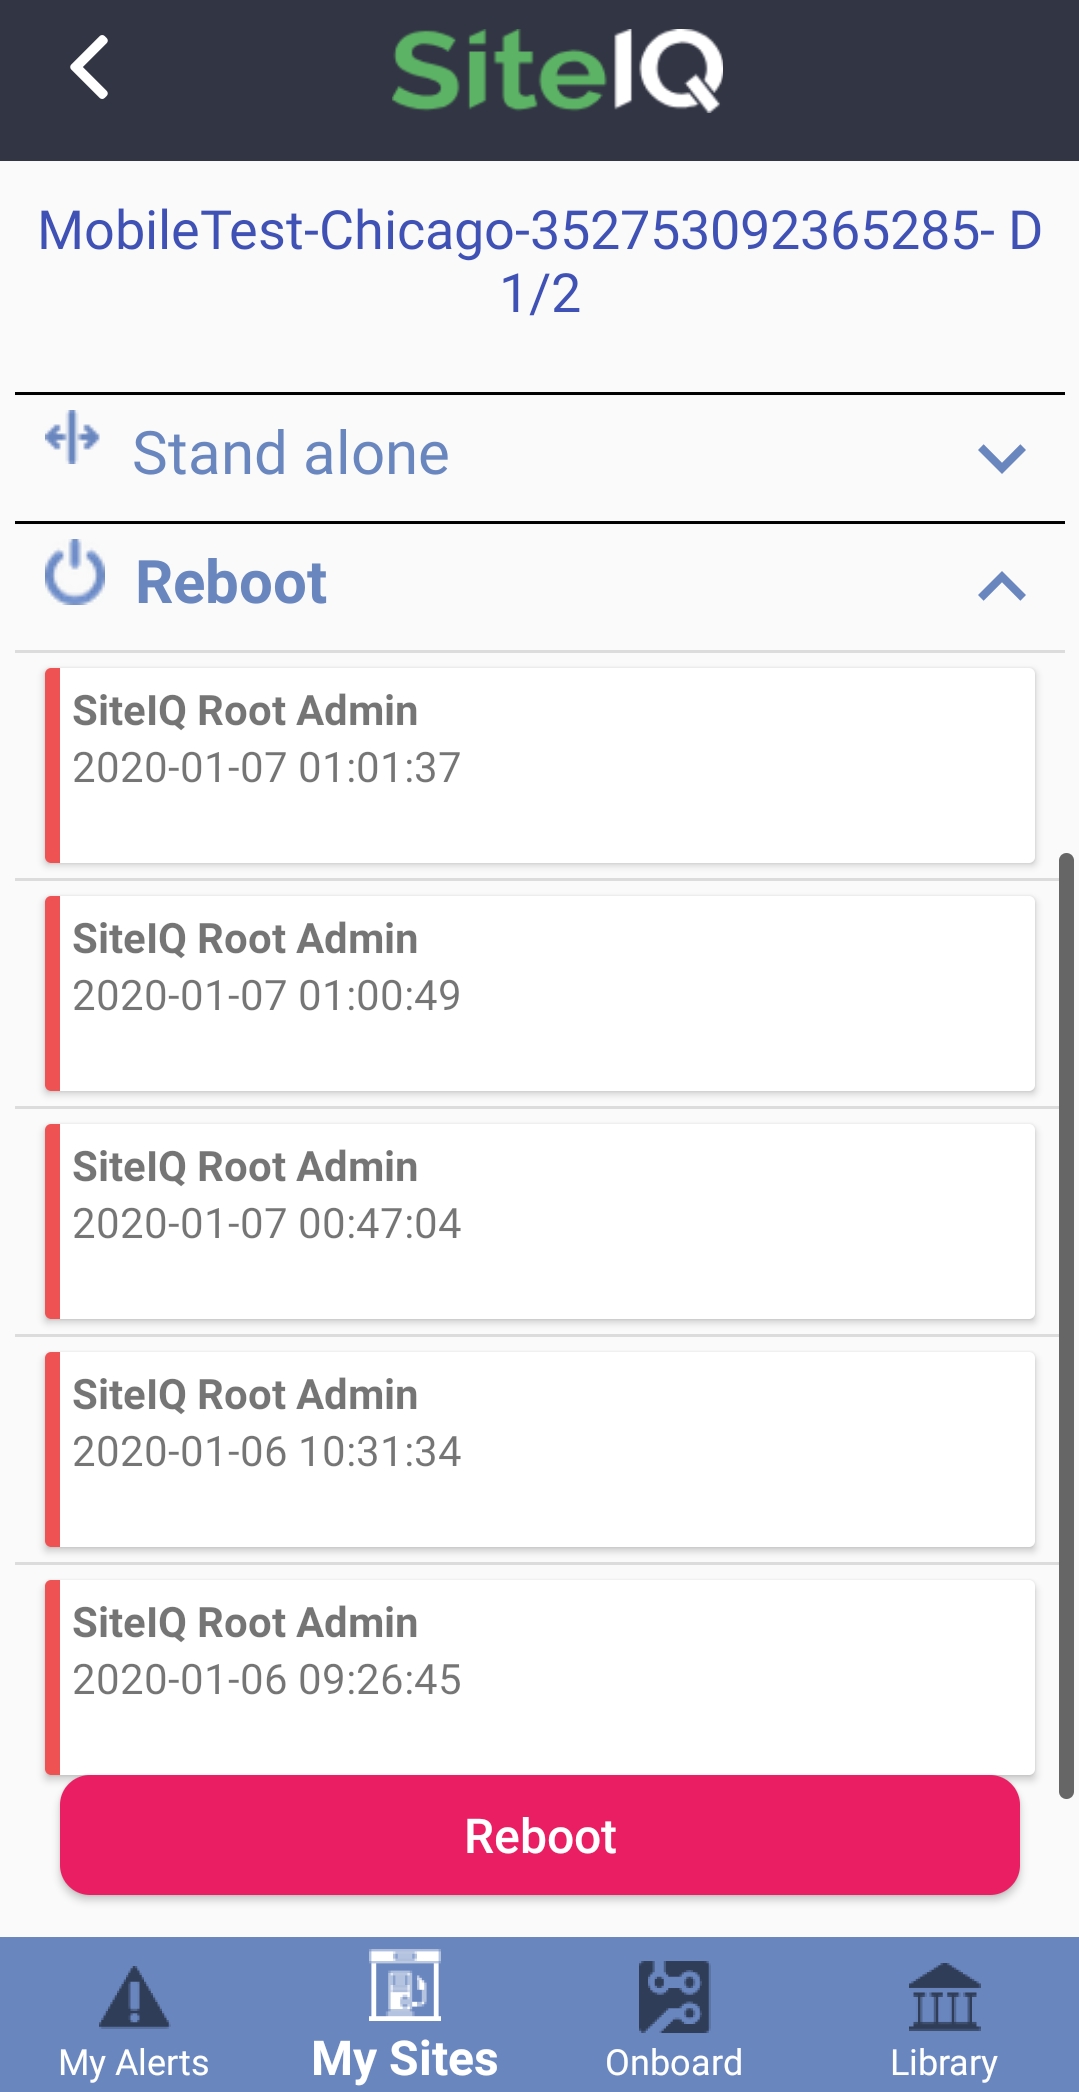 SiteIQ
MobileTest-Chicago-352753092365285- D
1/2
Stand alone
Reboot
SiteIQ Root Admin
2020-01-07 01:01:37
SiteIQ Root Admin
2020-01-07 01:00:49
SiteIQ Root Admin
2020-01-07 00:47:04
SiteIQ Root Admin
2020-01-06 10:31:34
SiteIQ Root Admin
2020-01-06 09:26:45
Reboot
My Alerts
My Sites
Onboard
Library